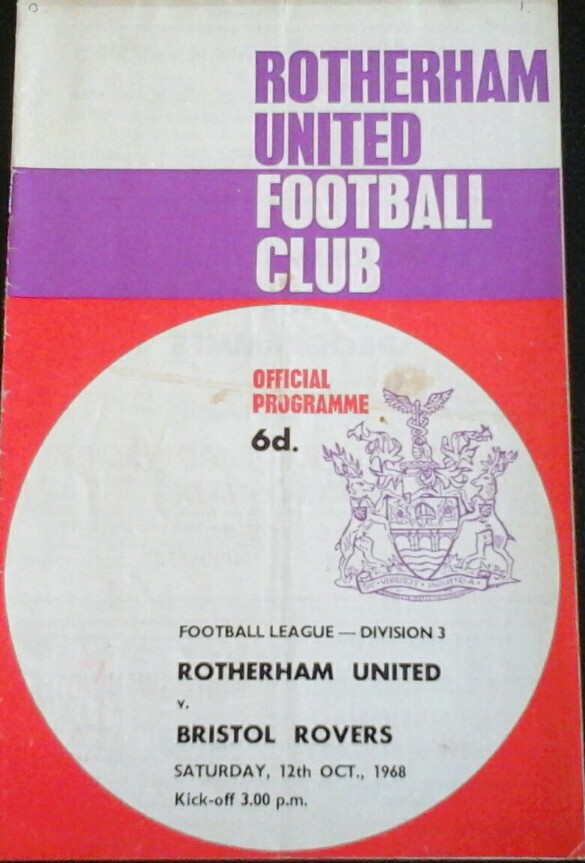 O 1
ROTHERHAM
UNITED
FOOTBALL
CLUB
OFFICIAL
PROGRAMME
6d.
FOOTBALL LEAGUE — DIVISION 3
ROTHERHAM UNITED
v.
BRISTOL ROVERS
SATURDAY, 12th OCT., 1968
Kick-off 3.00 p.m.